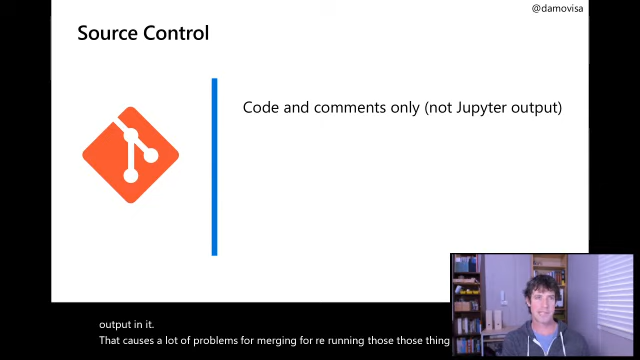 @damovisa
Source Control
Code and comments only (not Jupyter output)
output in it.
That causes a lot of problems for merging for re running those those thing